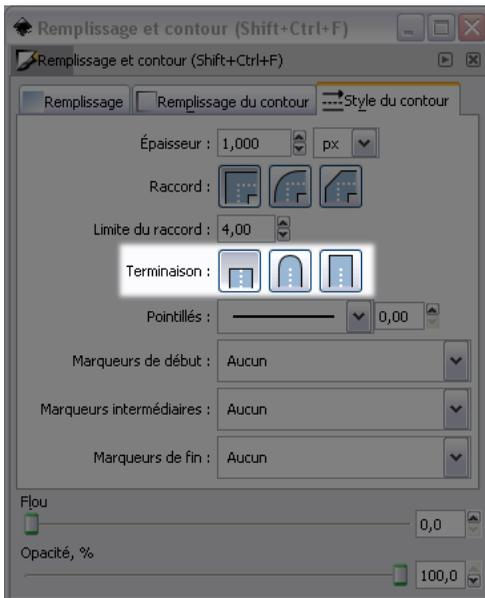 Remplissage et contour (Shift+Ctrl+F)
Remplissage et contour (Shift+Ctrl+F)
Remplissage Remplissage du contour Style du contour
Épaisseur : 1,000 px
Raccord :
Limite du raccord : 4,00
Terminaison :
Pointillés : 0,00
Marqueurs de début : Aucun
Marqueurs intermédiaires : Aucun
Marqueurs de fin : Aucun
Flou
0,0
Opacité, %
100,0